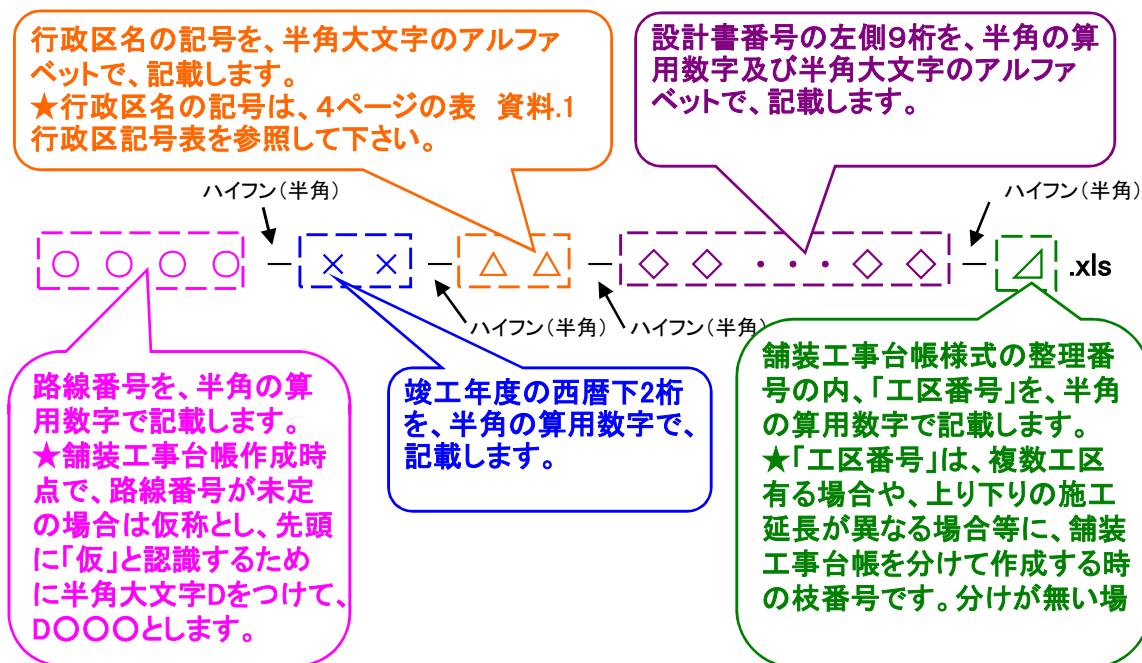 行政区名の記号を、半角大文字のアルファ
ベットで、記載します。
★行政区名の記号は、4ページの表　資料.1
行政区記号表を参照して下さい。
設計書番号の左側9桁を、半角の算
用数字及び半角大文字のアルファ
ベットで、記載します。
ハイフン(半角)
ハイフン(半角)
○ ○ ○ ○ － × × － △ △ － ◇ ◇ ・・・ ◇ ◇ － ⊿ .xls
ハイフン(半角)
ハイフン(半角)
路線番号を、半角の算
用数字で記載します。
★舗装工事台帳作成時
点で、路線番号が未定
の場合は仮称とし、先頭
に「仮」と認識するため
に半角大文字Dをつけて、
D○○○とします。
竣工年度の西暦下2桁
を、半角の算用数字で、
記載します。
舗装工事台帳様式の整理番
号の内、「工区番号」を、半角
の算用数字で記載します。
★「工区番号」は、複数工区
有る場合や、上り下りの施工
延長が異なる場合等に、舗装
工事台帳を分けて作成する時
の枝番号です。分けが無い場